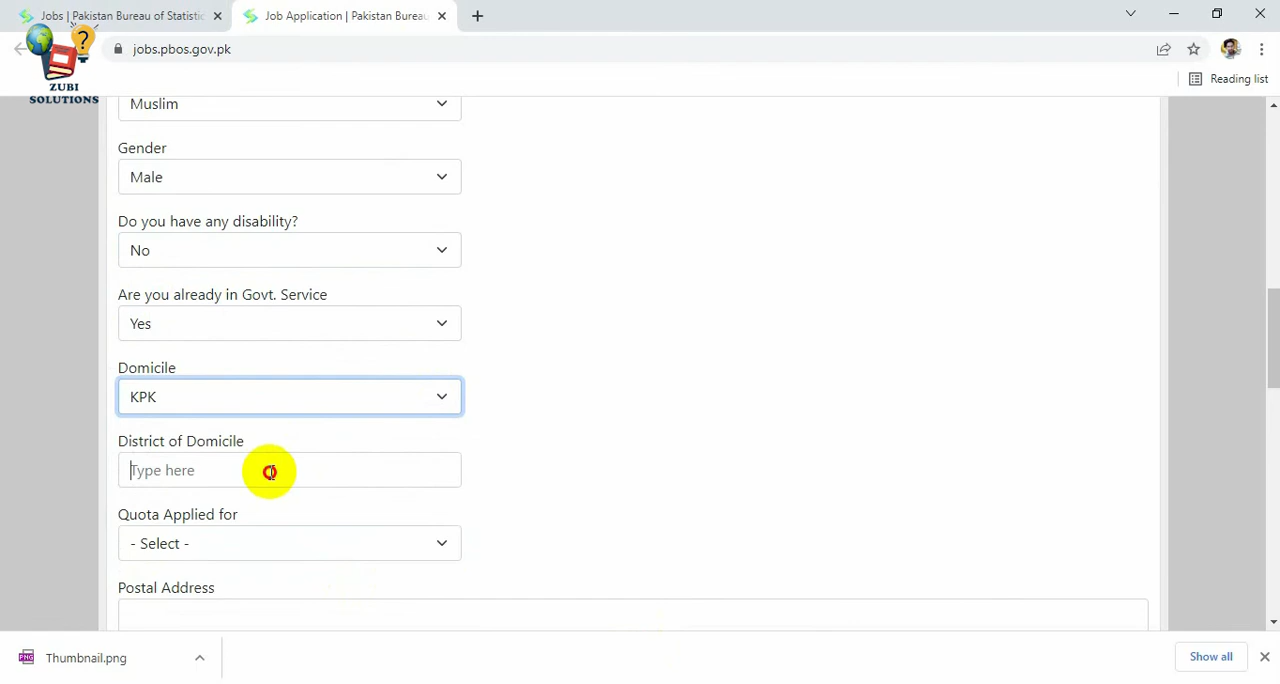 Jobs | Pakistan Bureau of Statistic
Job Application | Pakistan Bureau
jobs.pbos.gov.pk
?
ZUBI
SOLUTIONS
Reading list
Muslim
Gender
Male
Do you have any disability?
No
Are you already in Govt. Service
Yes
Domicile
KPK
District of Domicile
Type here
Quota Applied for
- Select -
Postal Address
PNG
Thumbnail.png
Show all